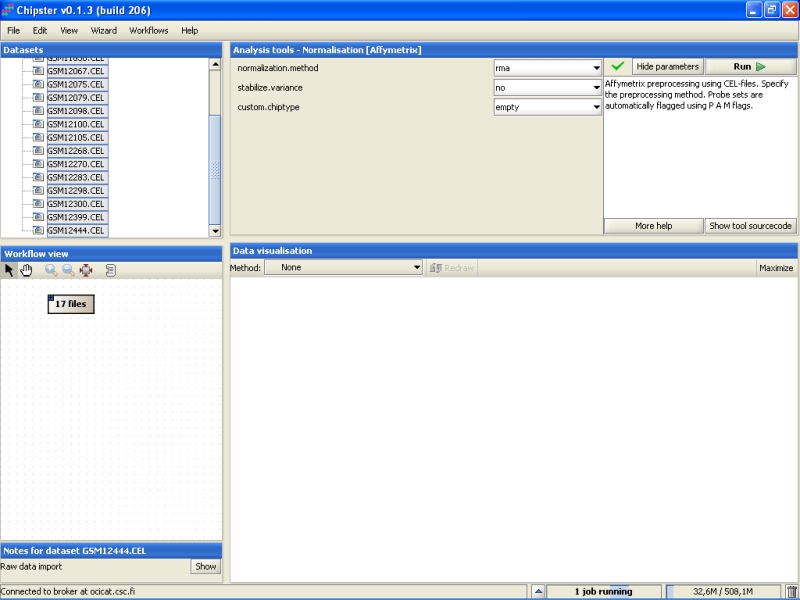 Chipster v0.1.3 (build 206)
File Edit View Wizard Workflows Help
Datasets
GSM11838.CEL
GSM12067.CEL
GSM12075.CEL
GSM12079.CEL
GSM12098.CEL
GSM12100.CEL
GSM12105.CEL
GSM12268.CEL
GSM12270.CEL
GSM12283.CEL
GSM12298.CEL
GSM12300.CEL
GSM12399.CEL
GSM12444.CEL
Analysis tools - Normalisation [Affymetrix]
normalization.method rma
stabilize.variance no
custom.chiptype empty
Hide parameters Run
Affymetrix preprocessing using CEL-files. Specify
the preprocessing method. Probe sets are
automatically flagged using P A M flags.
More help Show tool sourcecode
Workflow view
17 files
Data visualisation
Method: None Redraw Maximize
Notes for dataset GSM12444.CEL
Raw data import Show
Connected to broker at ocicat.csc.fi 1 job running 32,6M / 508,1M